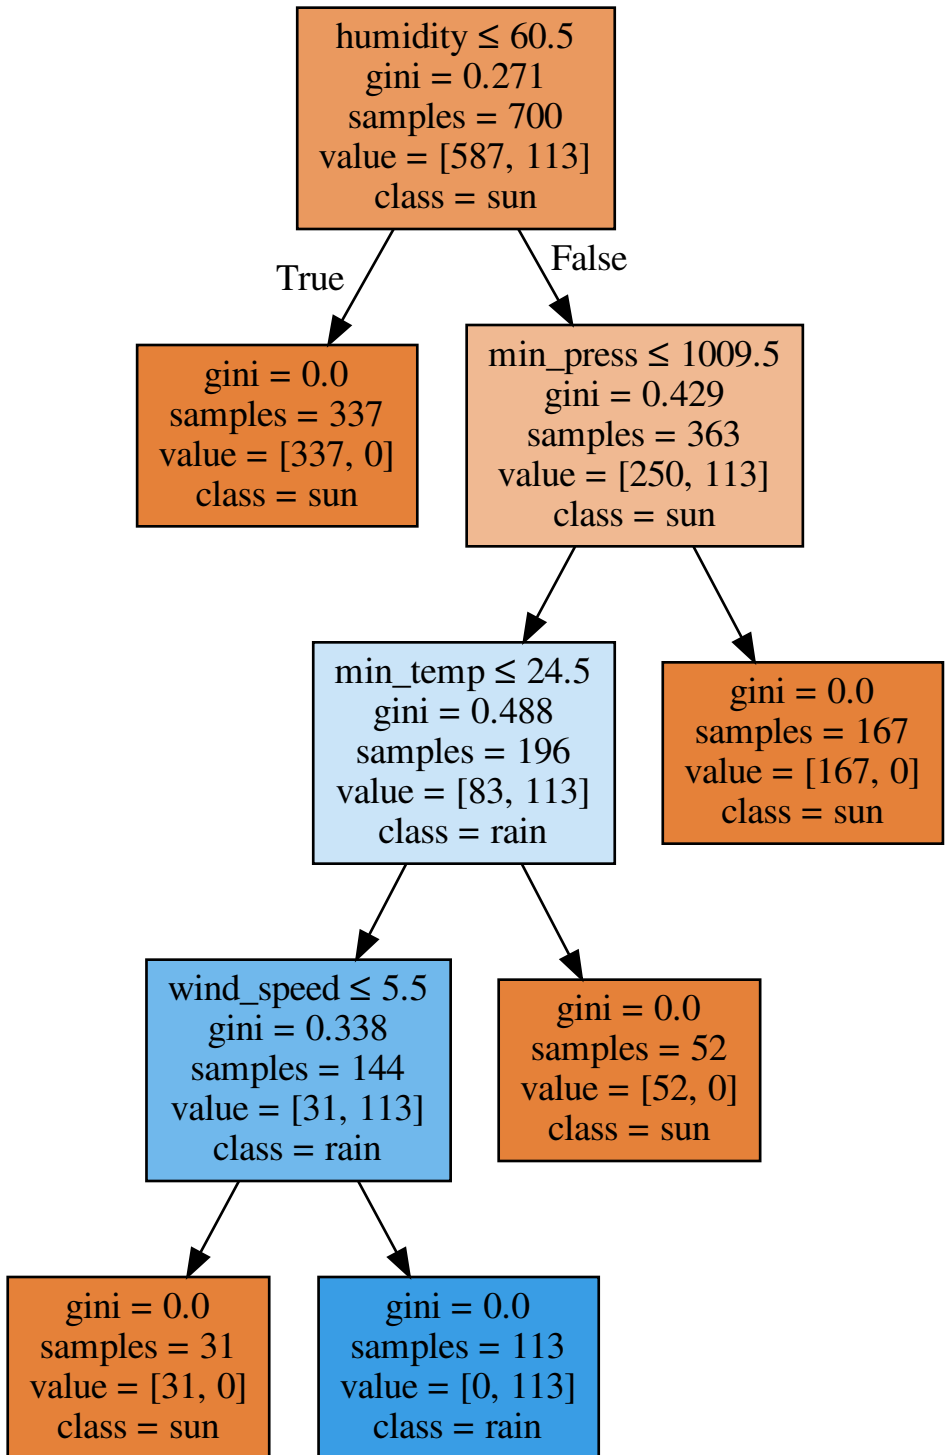 humidity ≤ 60.5
gini = 0.271
samples = 700
value = [587, 113]
class = sun
True
False
gini = 0.0
samples = 337
value = [337, 0]
class = sun
min_press ≤ 1009.5
gini = 0.429
samples = 363
value = [250, 113]
class = sun
min_temp ≤ 24.5
gini = 0.488
samples = 196
value = [83, 113]
class = rain
gini = 0.0
samples = 167
value = [167, 0]
class = sun
wind_speed ≤ 5.5
gini = 0.338
samples = 144
value = [31, 113]
class = rain
gini = 0.0
samples = 52
value = [52, 0]
class = sun
gini = 0.0
samples = 31
value = [31, 0]
class = sun
gini = 0.0
samples = 113
value = [0, 113]
class = rain